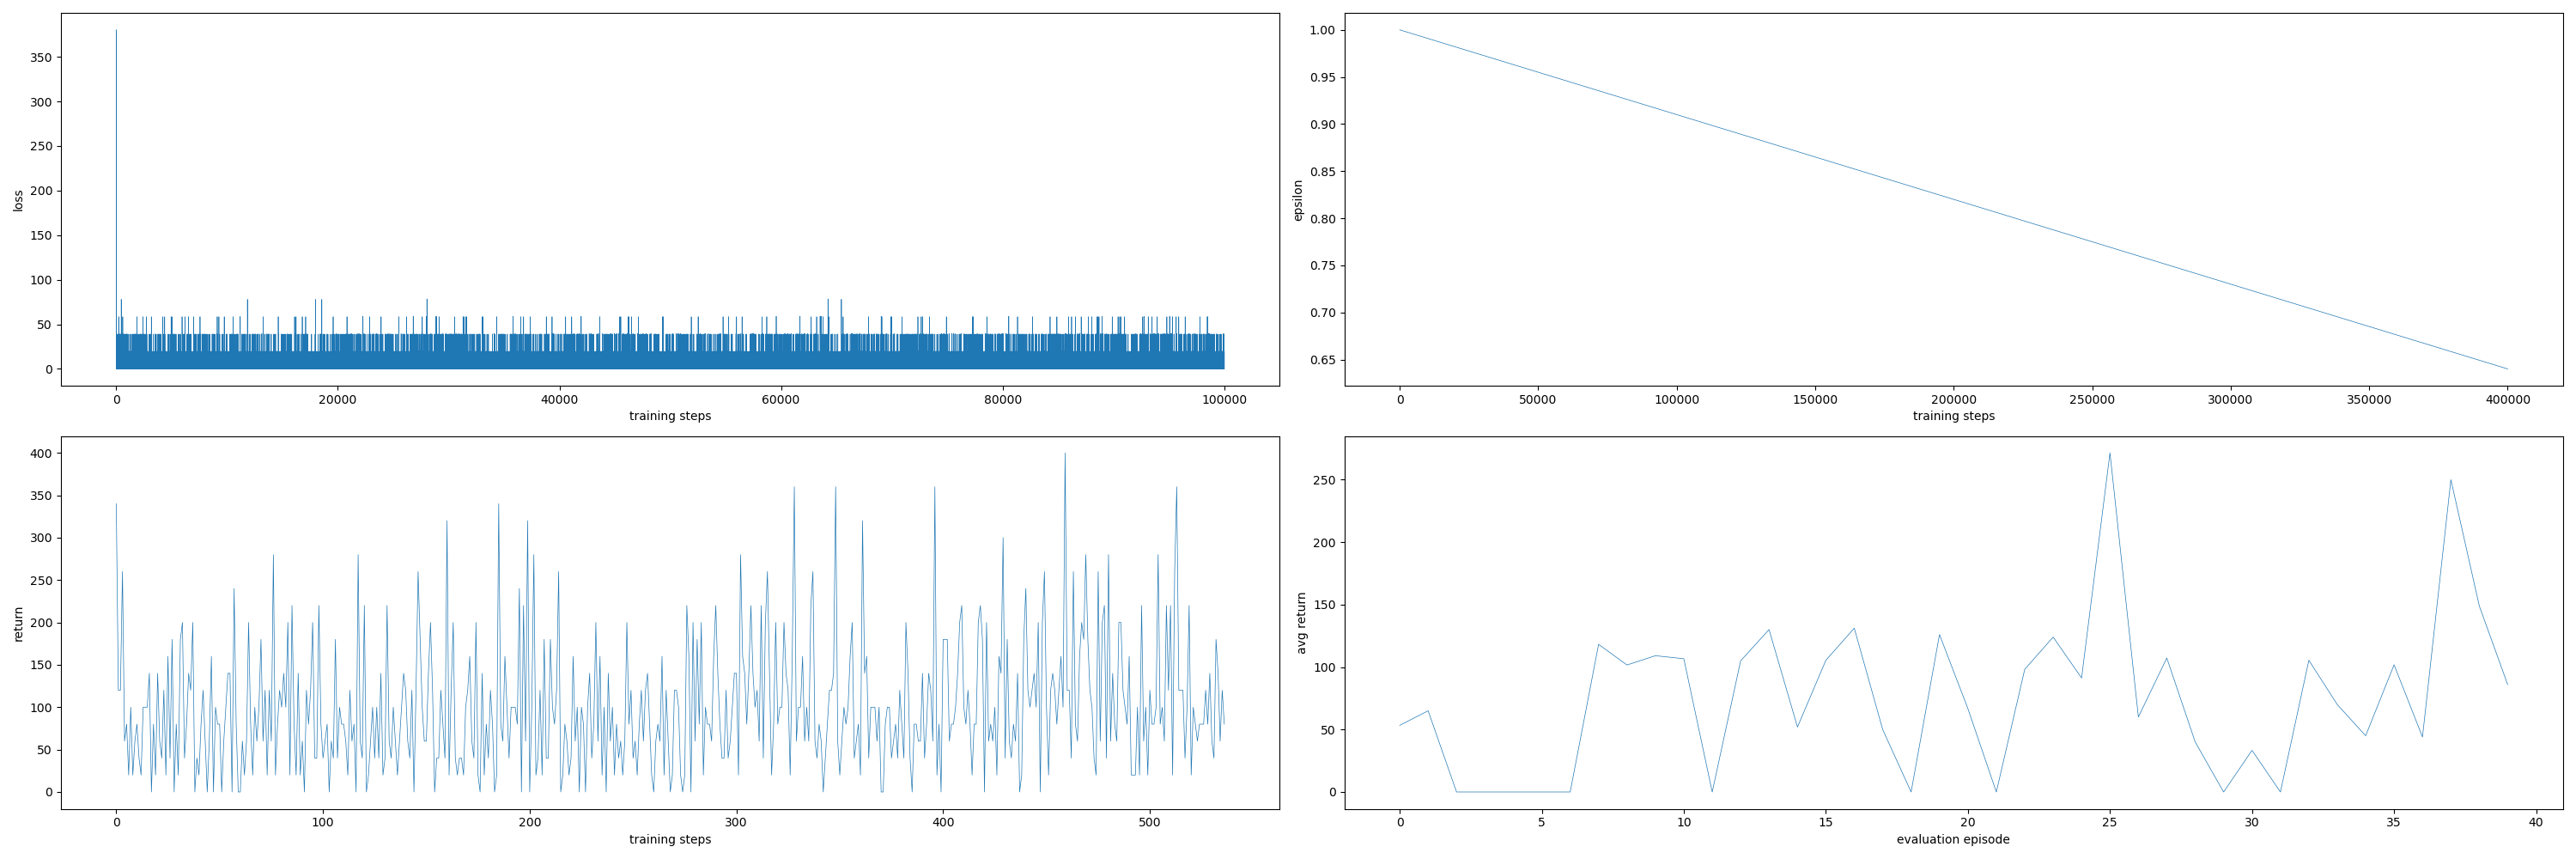 350
300
250
200
150
100
50
0
loss
0 20000 40000 60000 80000 100000
training steps
1.00
0.95
0.90
0.85
0.80
0.75
0.70
0.65
epsilon
0 50000 100000 150000 200000 250000 300000 350000 400000
training steps
400
350
300
250
200
150
100
50
0
return
0 100 200 300 400 500
training steps
250
200
150
100
50
0
avg return
0 5 10 15 20 25 30 35 40
evaluation episode